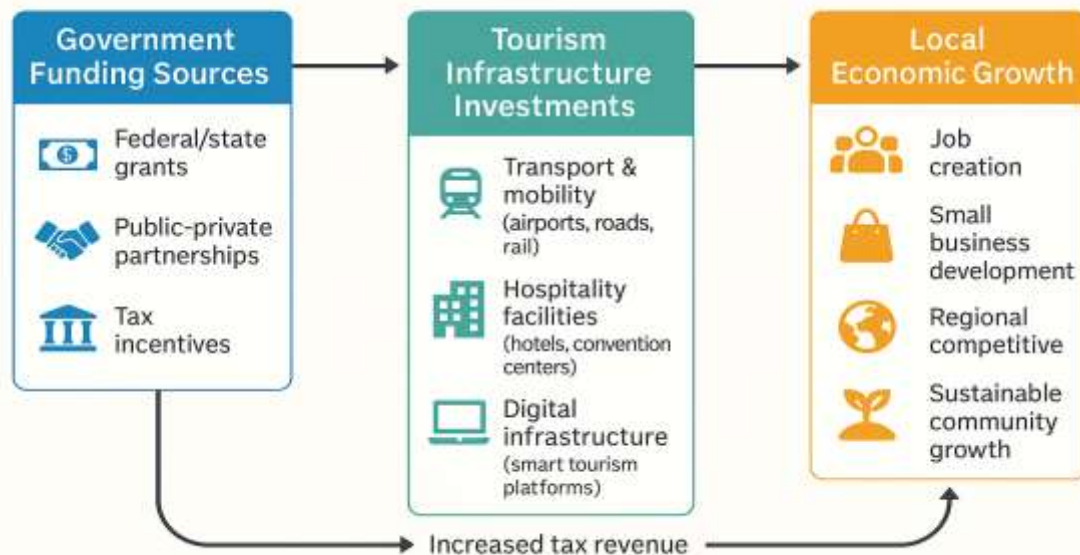 Government
Funding Sources
Federal/state
grants
Public-private
partnerships
Tax
incentives
Tourism
Infrastructure
Investments
Transport &
mobility
(airports, roads,
rail)
Hospitality
facilities
(hotels, convention
centers)
Digital
infrastructure
(smart tourism
platforms)
Local
Economic Growth
Job
creation
Small
business
development
Regional
competitive
Sustainable
community
growth
Increased tax revenue